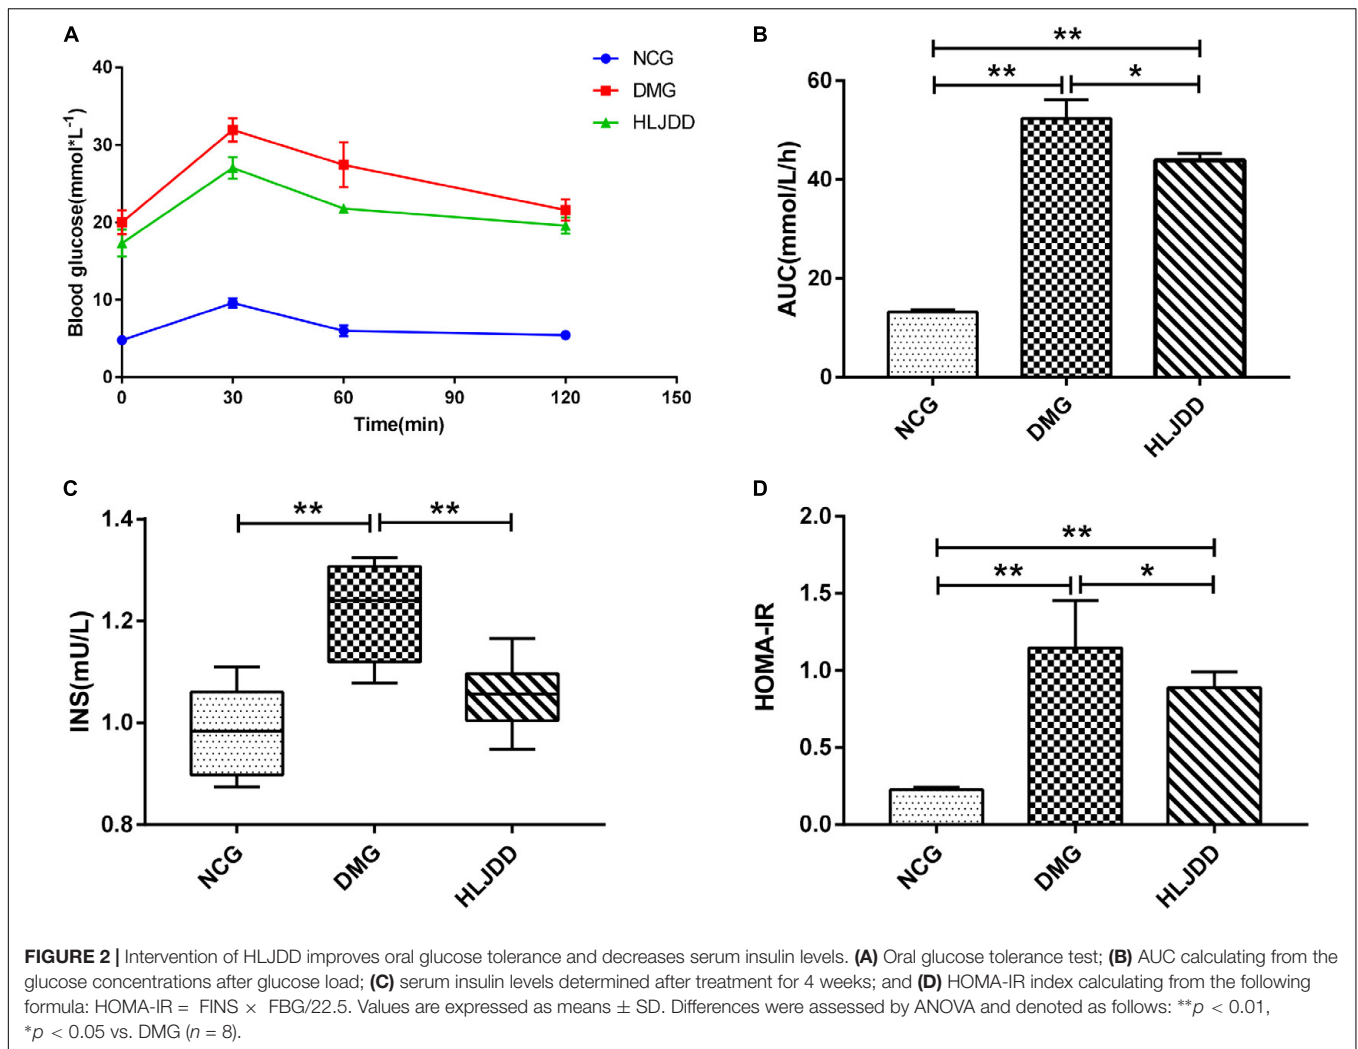 A
NCG
DMG
HLJDD
40
30
20
10
0
Blood glucose(mmol*L-1)
0 30 60 90 120 150
Time(min)
B
**
** *
60
40
20
0
AUC(mmol/L/h)
NCG DMG HLJDD
C
** **
1.4
1.2
1.0
0.8
INS(mU/L)
NCG DMG HLJDD
D
**
** *
2.0
1.5
1.0
0.5
0.0
HOMA-IR
NCG DMG HLJDD
FIGURE 2 | Intervention of HLJDD improves oral glucose tolerance and decreases serum insulin levels. (A) Oral glucose tolerance test; (B) AUC calculating from the
glucose concentrations after glucose load; (C) serum insulin levels determined after treatment for 4 weeks; and (D) HOMA-IR index calculating from the following
formula: HOMA-IR = FINS × FBG/22.5. Values are expressed as means ± SD. Differences were assessed by ANOVA and denoted as follows: **p < 0.01,
*p < 0.05 vs. DMG (n = 8).